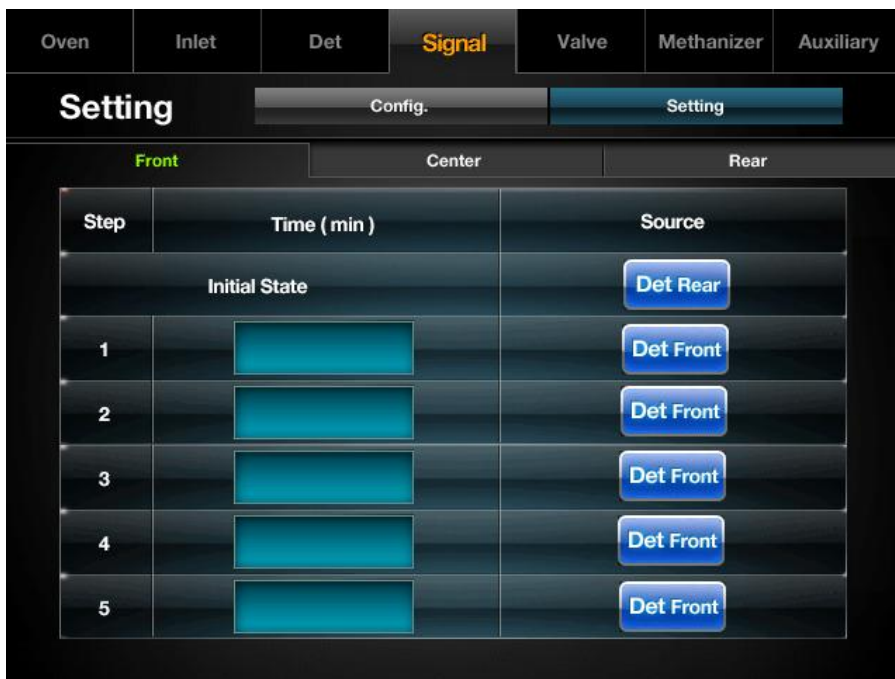 Oven Inlet Det Signal Valve Methanizer Auxiliary
Setting Config. Setting
Front Center Rear
Step Time ( min ) Source
Initial State Det Rear
1 Det Front
2 Det Front
3 Det Front
4 Det Front
5 Det Front